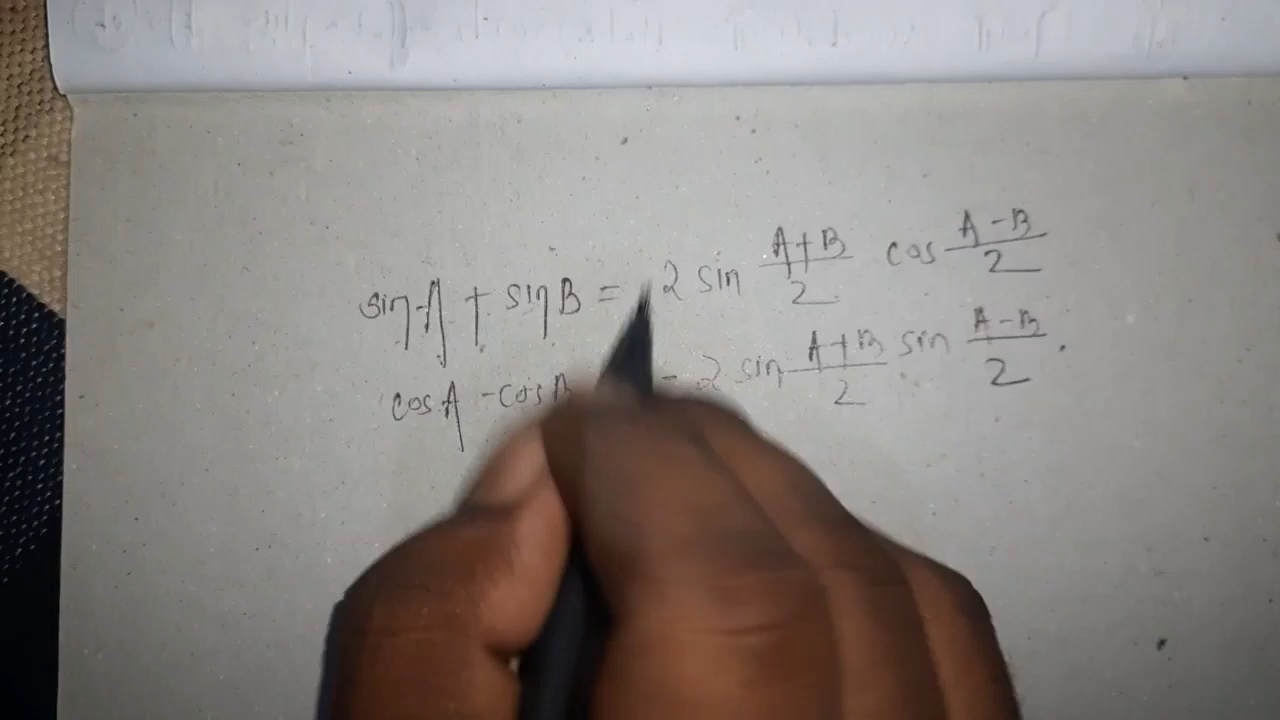 sin A + sin B = 2 sin (A+B)/2 cos (A-B)/2
cos A - cos B - 2 sin (A+B)/2 sin (A-B)/2.